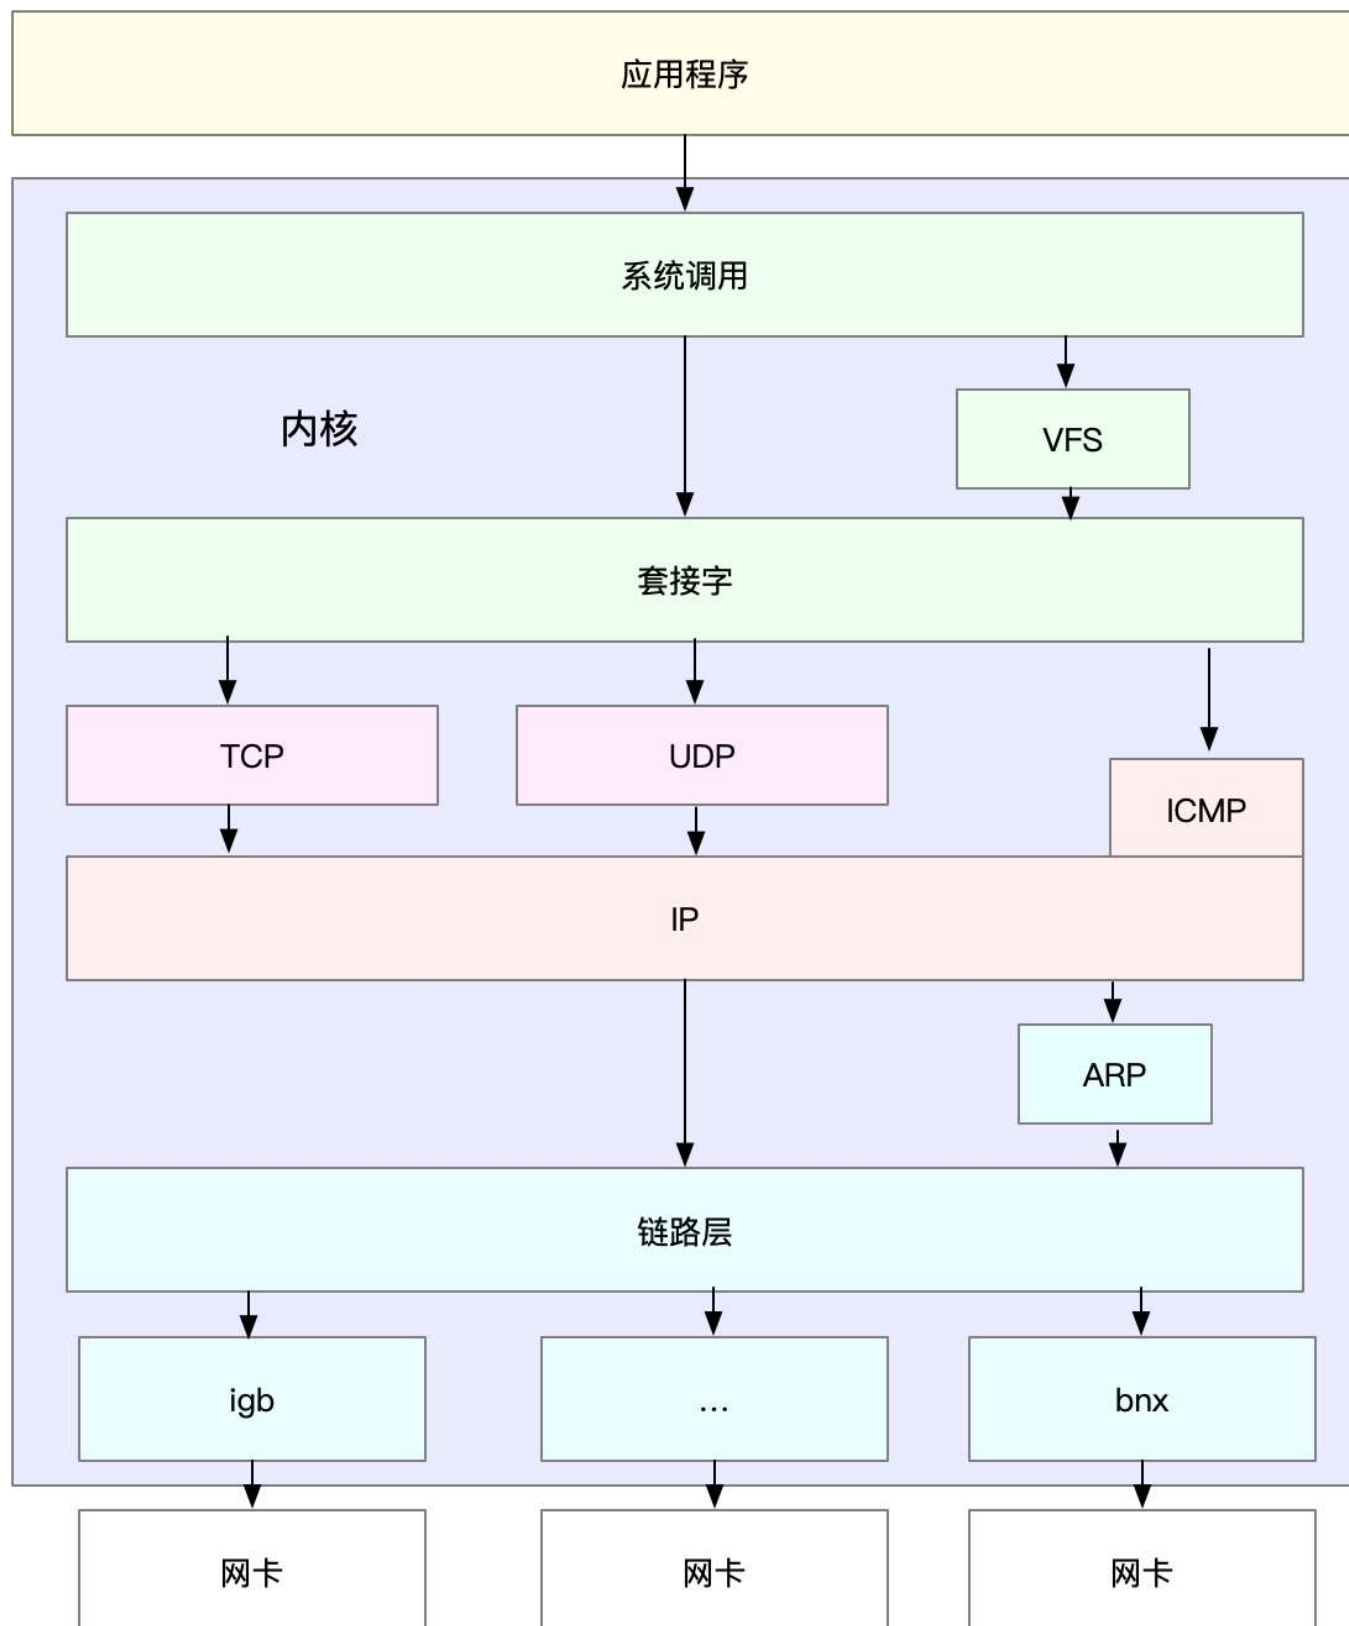 应用程序
系统调用
内核
VFS
套接字
TCP
UDP
ICMP
IP
ARP
链路层
igb
...
bnx
网卡
网卡
网卡